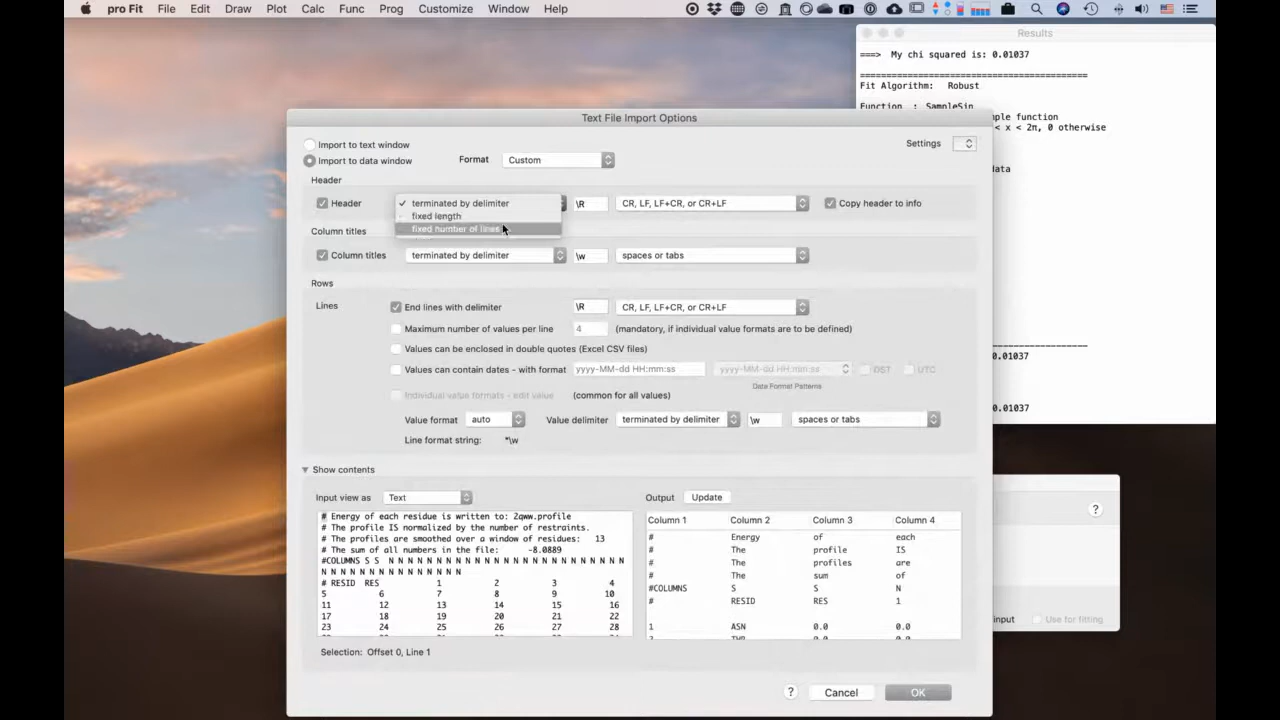 pro Fit File Edit Draw Plot Calc Func Prog Customize Window Help
Results
===> My chi squared is: 0.01037
==========================================
Fit Algorithm: Robust
Function : SampleSin
ple function
< x < 2π, 0 otherwise
data
0.01037
0.01037
Text File Import Options
Import to text window
Import to data window Format Custom Settings
Header
Header terminated by delimiter \R CR, LF, LF+CR, or CR+LF Copy header to info
fixed length
fixed number of lines
Column titles
Column titles terminated by delimiter \w spaces or tabs
Rows
Lines End lines with delimiter \R CR, LF, LF+CR, or CR+LF
Maximum number of values per line 4 (mandatory, if individual value formats are to be defined)
Values can be enclosed in double quotes (Excel CSV files)
Values can contain dates - with format yyyy-MM-dd HH:mm:ss yyyy-MM-dd HH:mm:ss DST UTC
Date Format Patterns
Individual value formats - edit value (common for all values)
Value format auto Value delimiter terminated by delimiter \w spaces or tabs
Line format string: *\w
Show contents
Input view as Text
# Energy of each residue is written to: 2qww.profile
# The profile IS normalized by the number of restraints.
# The profiles are smoothed over a window of residues: 13
# The sum of all numbers in the file: -8.0889
#COLUMNS S S N N N N N N N N N N N N N N N N N N N N
N N N N N N N N N N N N N N N
# RESID RES 1 2 3 4
5 6 7 8 9 10
11 12 13 14 15 16
17 18 19 20 21 22
23 24 25 26 27 28
Output Update
Column 1 Column 2 Column 3 Column 4
# Energy of each
# The profile IS
# The profiles are
# The sum of
#COLUMNS S S N
# RESID RES 1
1 ASN 0.0 0.0
Selection: Offset 0, Line 1
? Cancel OK
?
input Use for fitting